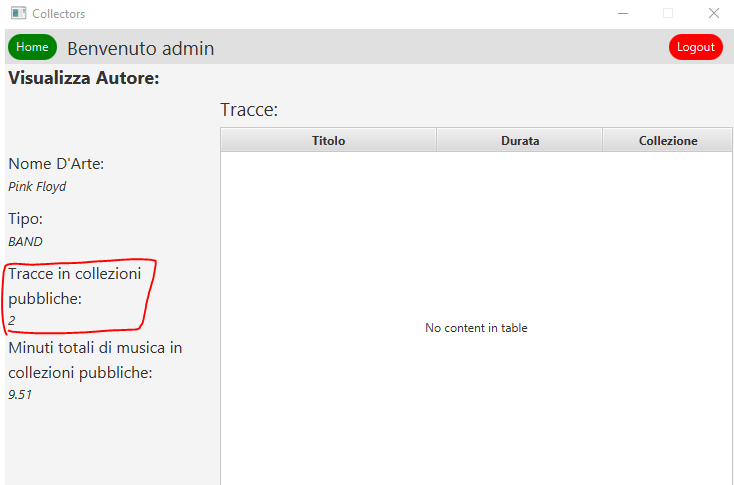 Collectors
Home Benvenuto admin Logout
Visualizza Autore:
Tracce:
Titolo Durata Collezione
Nome D'Arte:
Pink Floyd
Tipo:
BAND
Tracce in collezioni
pubbliche:
2
Minuti totali di musica in
collezioni pubbliche:
9.51
No content in table